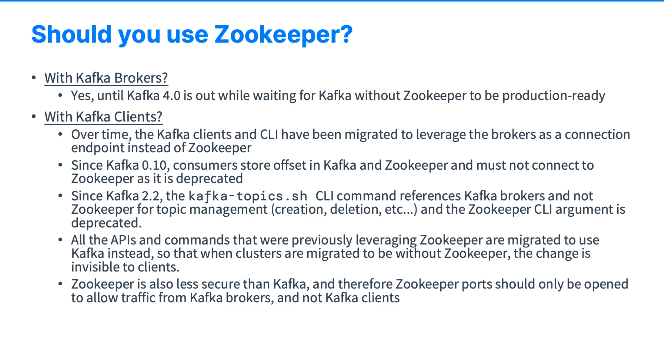 Should you use Zookeeper?
• With Kafka Brokers?
• Yes, until Kafka 4.0 is out while waiting for Kafka without Zookeeper to be production-ready
• With Kafka Clients?
• Over time, the Kafka clients and CLI have been migrated to leverage the brokers as a connection
endpoint instead of Zookeeper
• Since Kafka 0.10, consumers store offset in Kafka and Zookeeper and must not connect to
Zookeeper as it is deprecated
• Since Kafka 2.2, the kafka-topics.sh CLI command references Kafka brokers and not
Zookeeper for topic management (creation, deletion, etc...) and the Zookeeper CLI argument is
deprecated.
• All the APIs and commands that were previously leveraging Zookeeper are migrated to use
Kafka instead, so that when clusters are migrated to be without Zookeeper, the change is
invisible to clients.
• Zookeeper is also less secure than Kafka, and therefore Zookeeper ports should only be opened
to allow traffic from Kafka brokers, and not Kafka clients